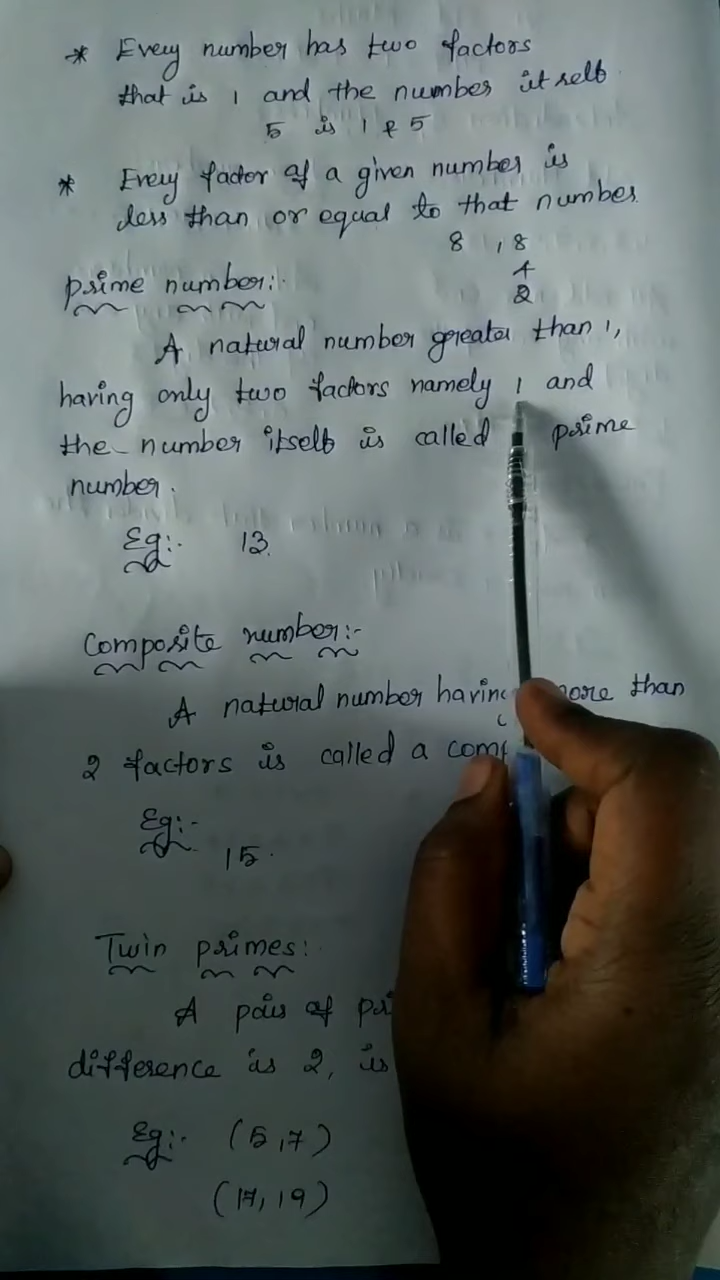 * Every number has two factors
that is 1 and the number itself.
5 is 1 & 5
* Every factor of a given number is
less than or equal to that number.
8 , 8
4
2
prime number:-
A natural number greater than 1,
having only two factors namely 1 and
the number itself is called prime
number.
Eg:- 13.
Composite number:-
A natural number having more than
2 factors is called a
Eg:-
15.
Twin primes:-
A pair of
difference is 2, is
Eg:- (5,7)
(17,19)